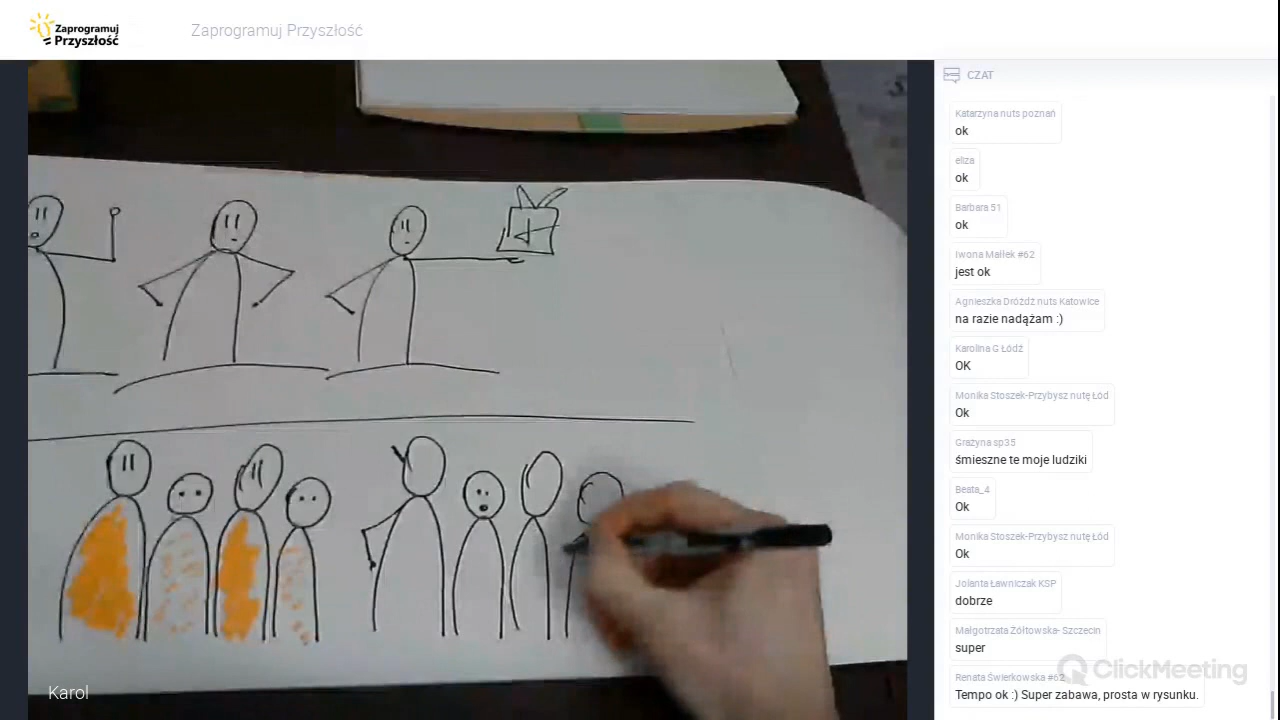 Zaprogramuj
Przyszłość
Zaprogramuj Przyszłość
CZAT
Katarzyna nuts poznań
ok
eliza
ok
Barbara 51
ok
Iwona Małłek #62
jest ok
Agnieszka Dróżdż nuts Katowice
na razie nadążam :)
Karolina G Łódź
OK
Monika Stoszek-Przybysz nutę Łód
Ok
Grażyna sp35
śmieszne te moje ludziki
Beata_4
Ok
Monika Stoszek-Przybysz nutę Łód
Ok
Jolanta Ławniczak KSP
dobrze
Małgotrzata Żółtowska- Szczecin
super
Renata Świerkowska #62
Tempo ok :) Super zabawa, prosta w rysunku.
ClickMeeting
Karol